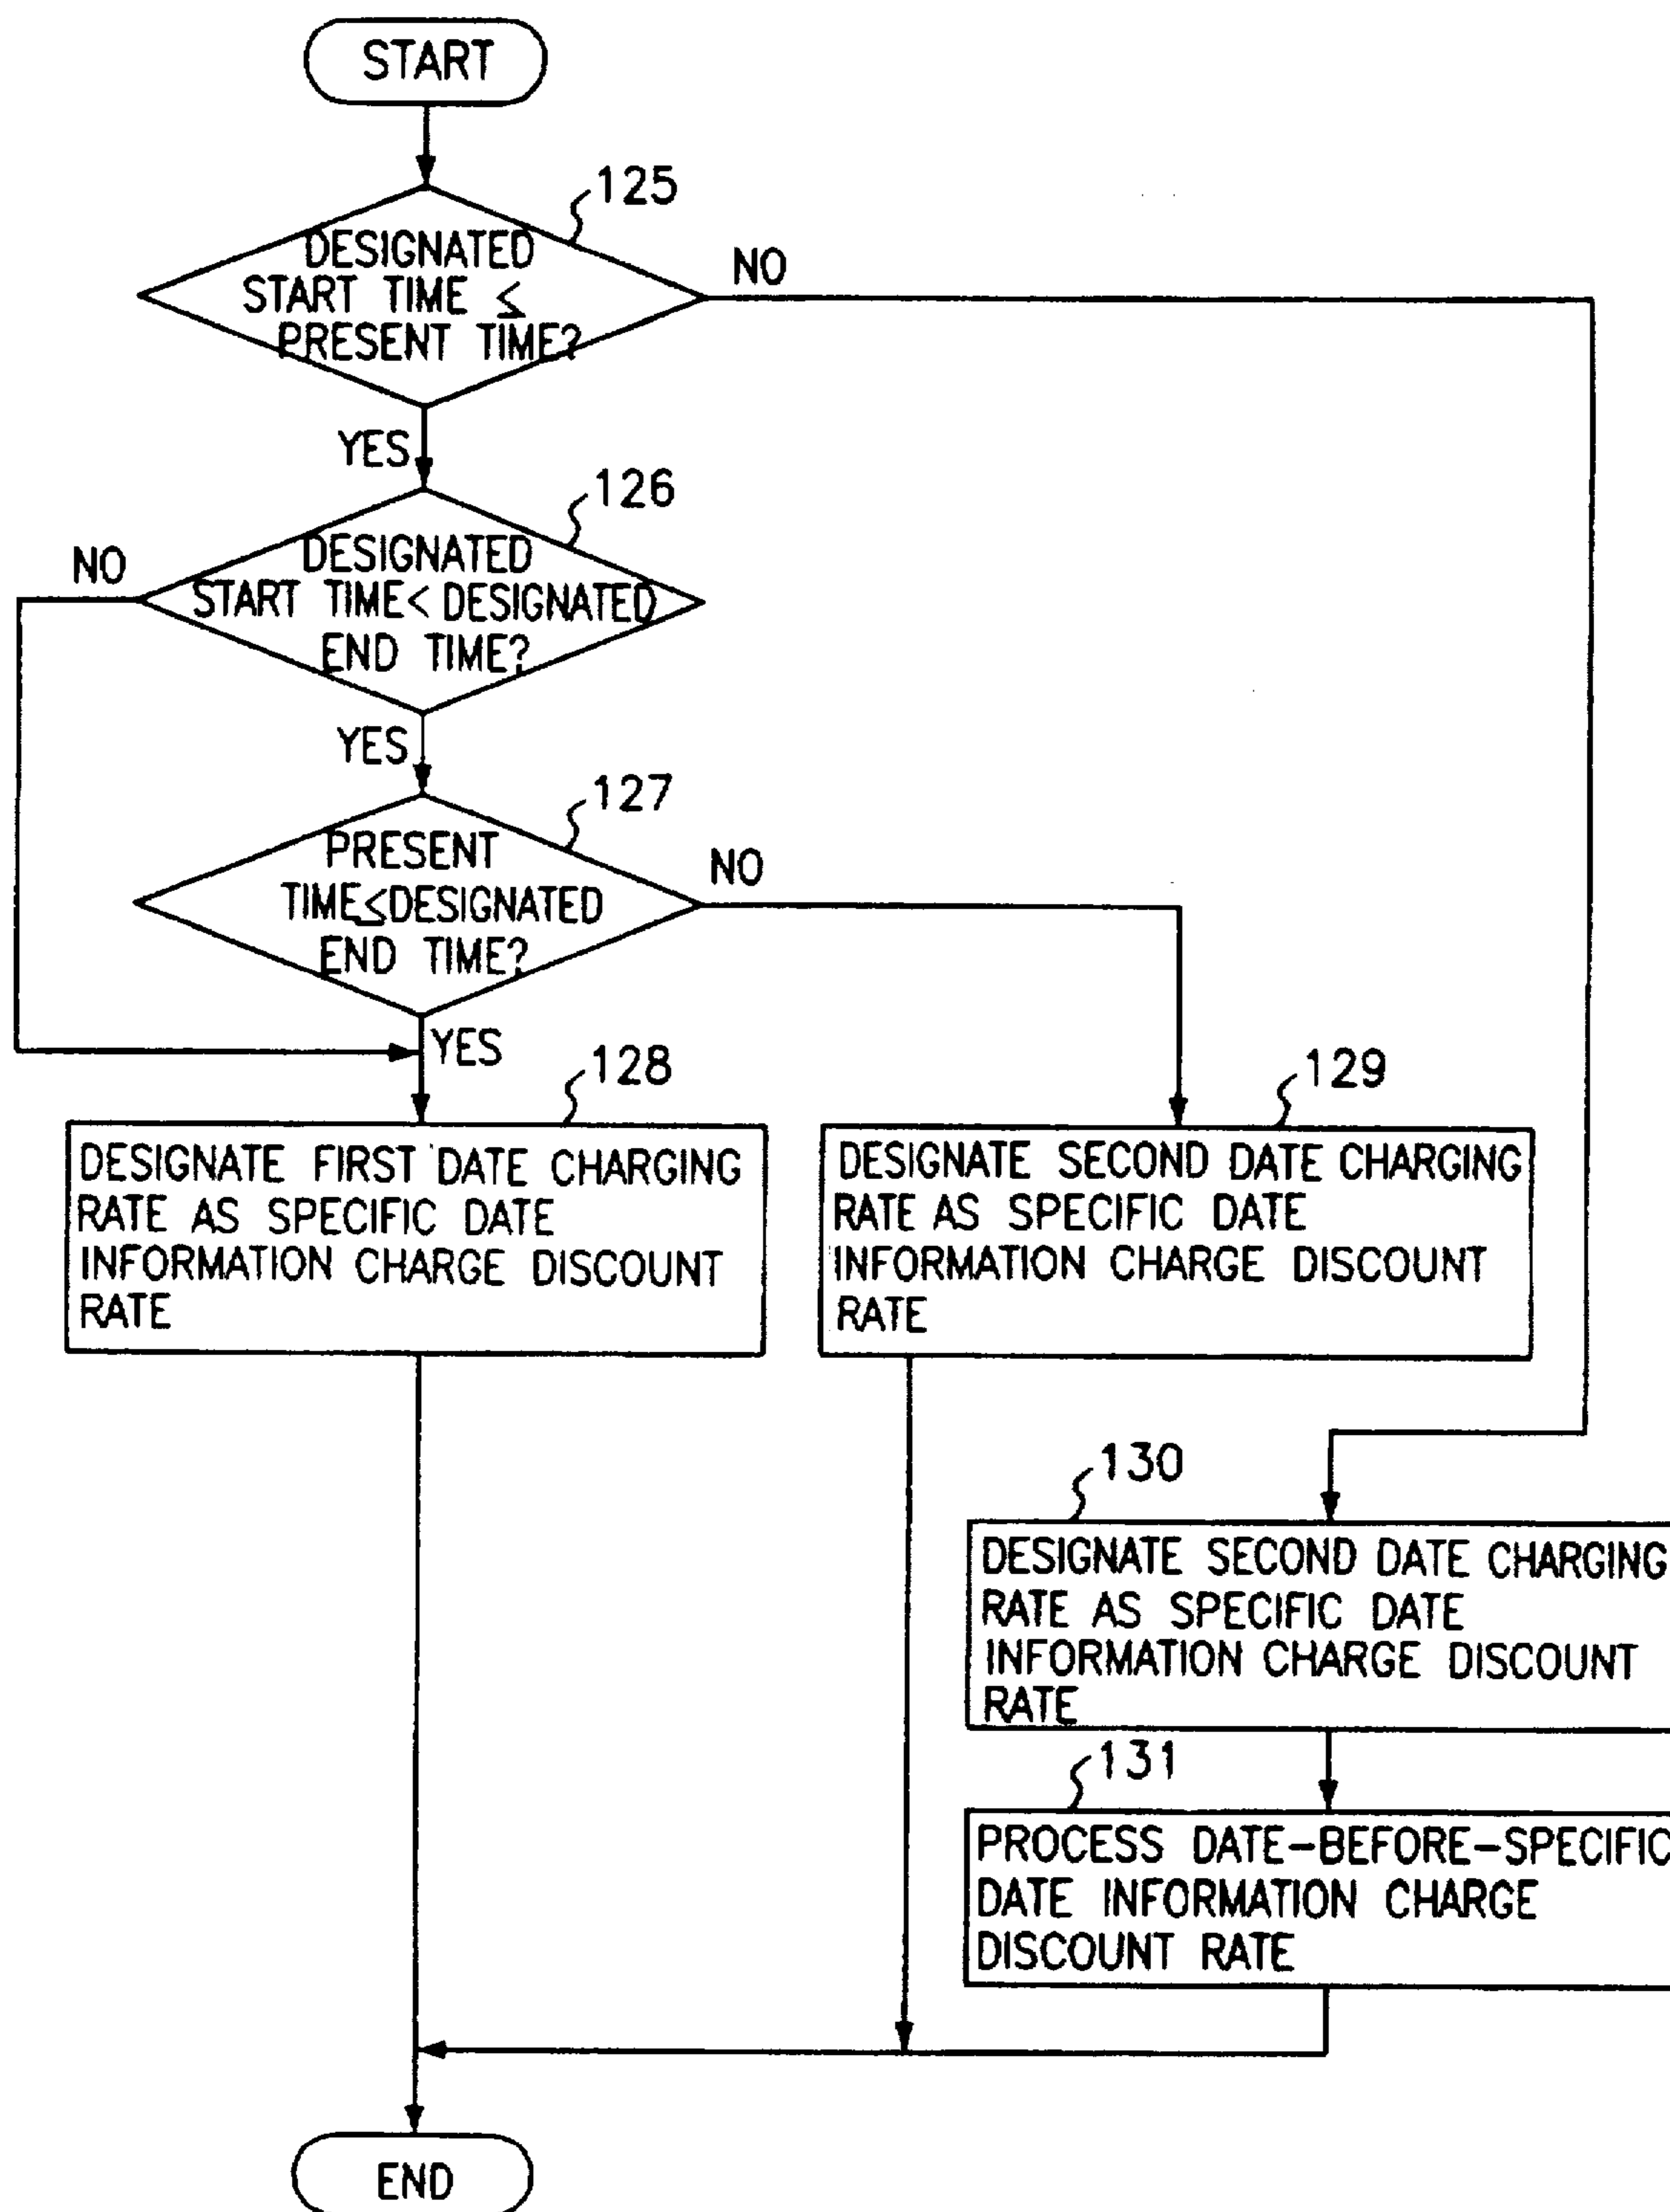 START
125
DESIGNATED
START TIME ≤
PRESENT TIME?
NO
YES
126
DESIGNATED
START TIME< DESIGNATED
END TIME?
NO
YES
127
PRESENT
TIME≤DESIGNATED
END TIME?
NO
YES
128
DESIGNATE FIRST DATE CHARGING
RATE AS SPECIFIC DATE
INFORMATION CHARGE DISCOUNT
RATE
129
DESIGNATE SECOND DATE CHARGING
RATE AS SPECIFIC DATE
INFORMATION CHARGE DISCOUNT
RATE
130
DESIGNATE SECOND DATE CHARGING
RATE AS SPECIFIC DATE
INFORMATION CHARGE DISCOUNT
RATE
131
PROCESS DATE-BEFORE-SPECIFIC
DATE INFORMATION CHARGE
DISCOUNT RATE
END